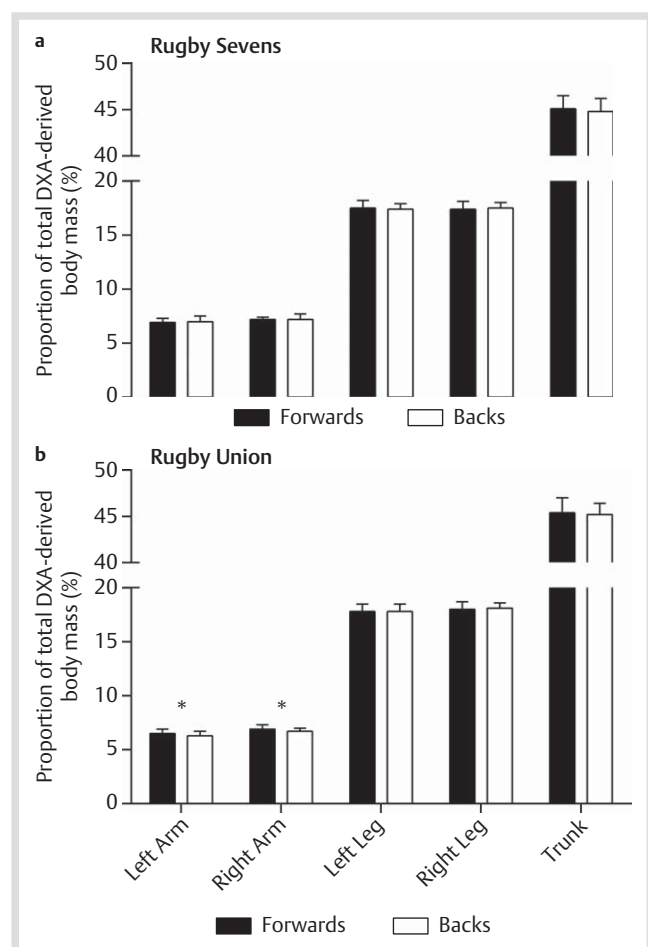 a
Rugby Sevens
Proportion of total DXA-derived
body mass (%)
50
45
40
20
15
10
5
0
Forwards
Backs
b
Rugby Union
Proportion of total DXA-derived
body mass (%)
50
45
40
20
15
10
5
0
*
*
Left Arm
Right Arm
Left Leg
Right Leg
Trunk
Forwards
Backs